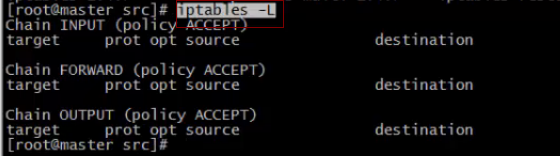 [root@master src]# iptables -L
Chain INPUT (policy ACCEPT)
target     prot opt source               destination
Chain FORWARD (policy ACCEPT)
target     prot opt source               destination
Chain OUTPUT (policy ACCEPT)
target     prot opt source               destination
[root@master src]#